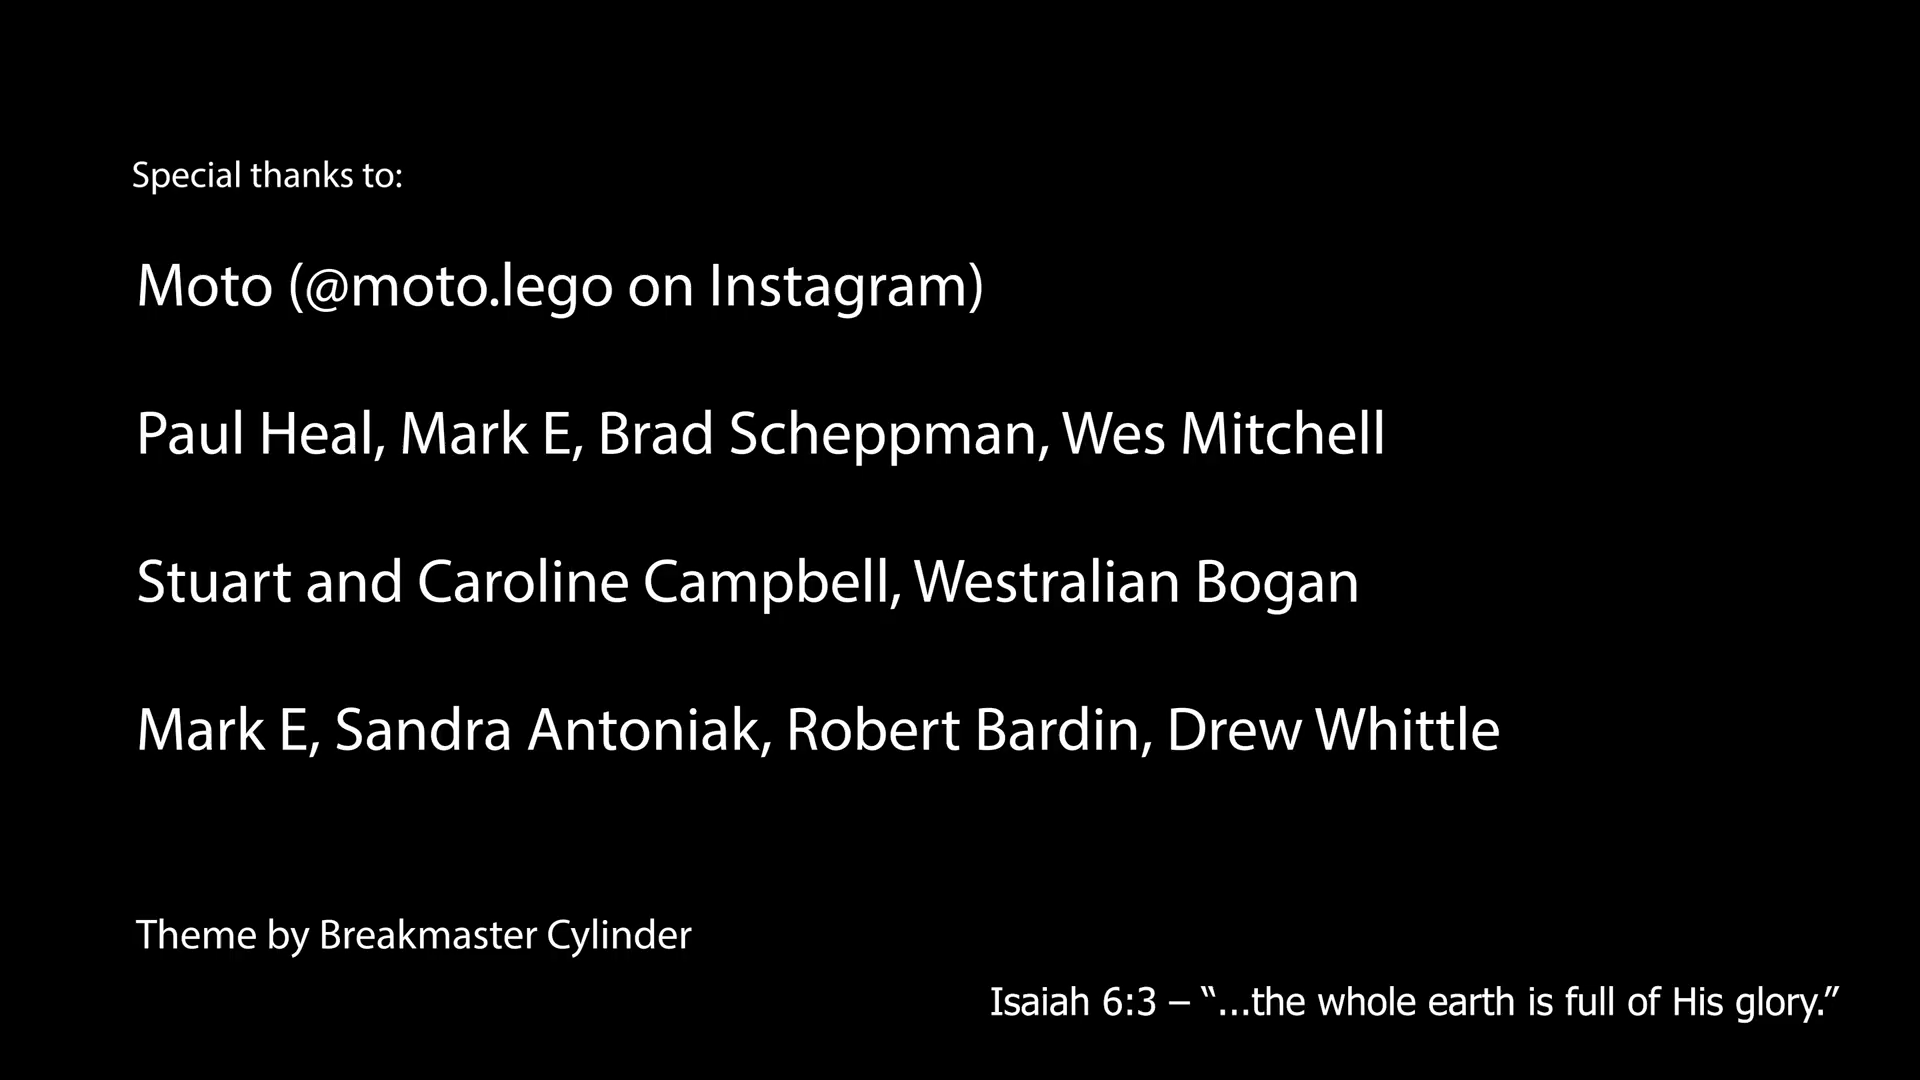 Special thanks to:
Moto (@moto.lego on Instagram)
Paul Heal, Mark E, Brad Scheppman, Wes Mitchell
Stuart and Caroline Campbell, Westralian Bogan
Mark E, Sandra Antoniak, Robert Bardin, Drew Whittle
Theme by Breakmaster Cylinder
Isaiah 6:3 – “...the whole earth is full of His glory.”